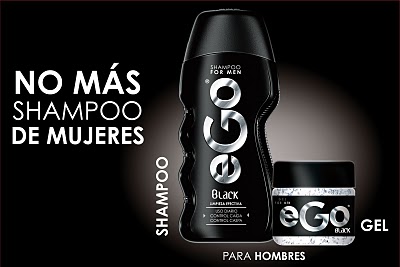 NO MÁS
SHAMPOO
DE MUJERES
SHAMPOO
SHAMPOO
FOR MEN
eGo
Black
LIMPIEZA EFECTIVA
USO DIARIO
CONTROL CAÍDA
CONTROL CASPA
FOR MEN
eGo
BLACK
GEL
PARA HOMBRES